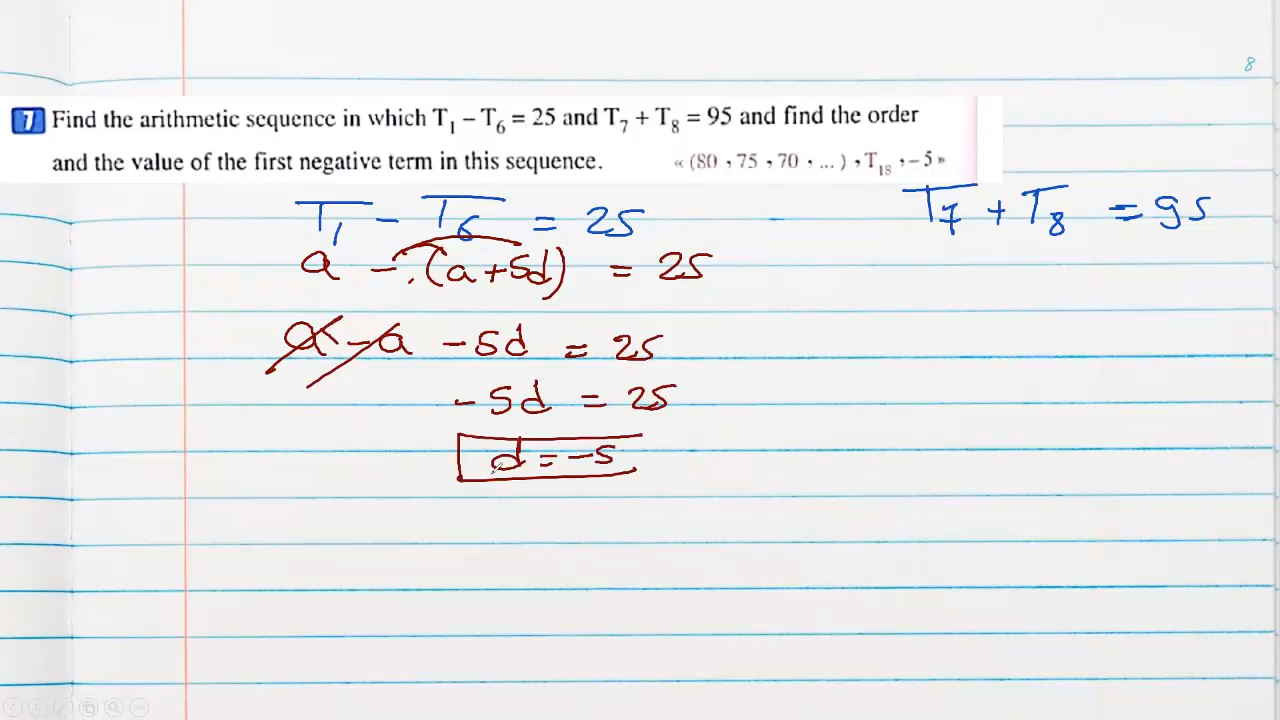 8
7 Find the arithmetic sequence in which T₁ − T₆ = 25 and T₇ + T₈ = 95 and find the order
and the value of the first negative term in this sequence. « (80 , 75 , 70 , ...) , T₁₈ , − 5 »
T₁ − T₆ = 25 T₇ + T₈ = 95
a − (a + 5d) = 25
a − a − 5d = 25
− 5d = 25
d = − 5